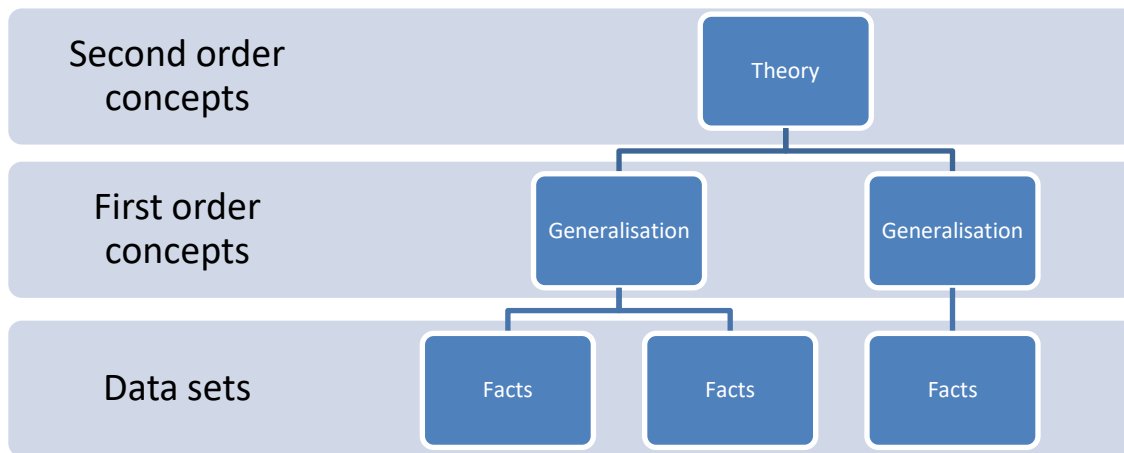 Second order
concepts
Theory
First order
concepts
Generalisation
Generalisation
Data sets
Facts
Facts
Facts